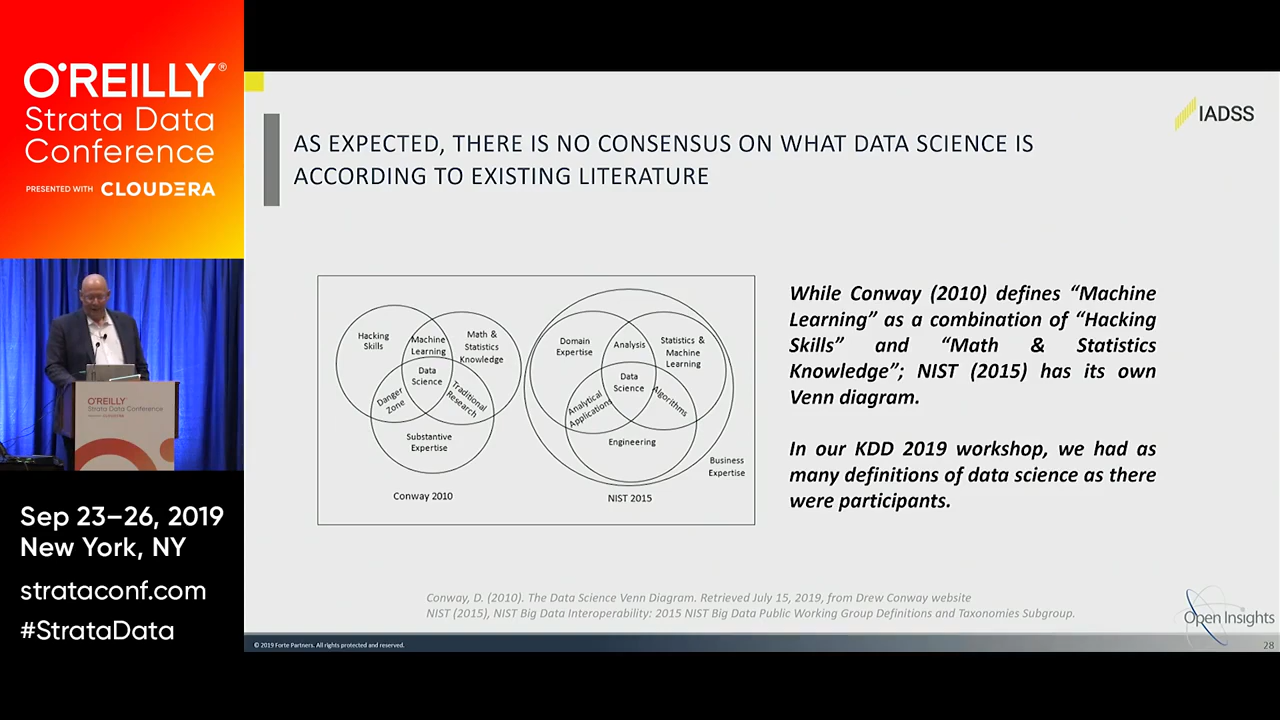 O'REILLY®
Strata Data
Conference
PRESENTED WITH CLOUDERA
O'REILLY
Strata Data Conference
Sep 23–26, 2019
New York, NY
strataconf.com
#StrataData
IADSS
AS EXPECTED, THERE IS NO CONSENSUS ON WHAT DATA SCIENCE IS
ACCORDING TO EXISTING LITERATURE
Hacking
Skills
Machine
Learning
Math &
Statistics
Knowledge
Data
Science
Danger
Zone
Traditional
Research
Substantive
Expertise
Conway 2010
Domain
Expertise
Analysis
Statistics &
Machine
Learning
Data
Science
Analytical
Applications
Algorithms
Engineering
Business
Expertise
NIST 2015
While Conway (2010) defines “Machine
Learning” as a combination of “Hacking
Skills” and “Math & Statistics
Knowledge”; NIST (2015) has its own
Venn diagram.
In our KDD 2019 workshop, we had as
many definitions of data science as there
were participants.
Conway, D. (2010). The Data Science Venn Diagram. Retrieved July 15, 2019, from Drew Conway website
NIST (2015), NIST Big Data Interoperability: 2015 NIST Big Data Public Working Group Definitions and Taxonomies Subgroup.
Open Insights
© 2019 Forte Partners. All rights protected and reserved.
28